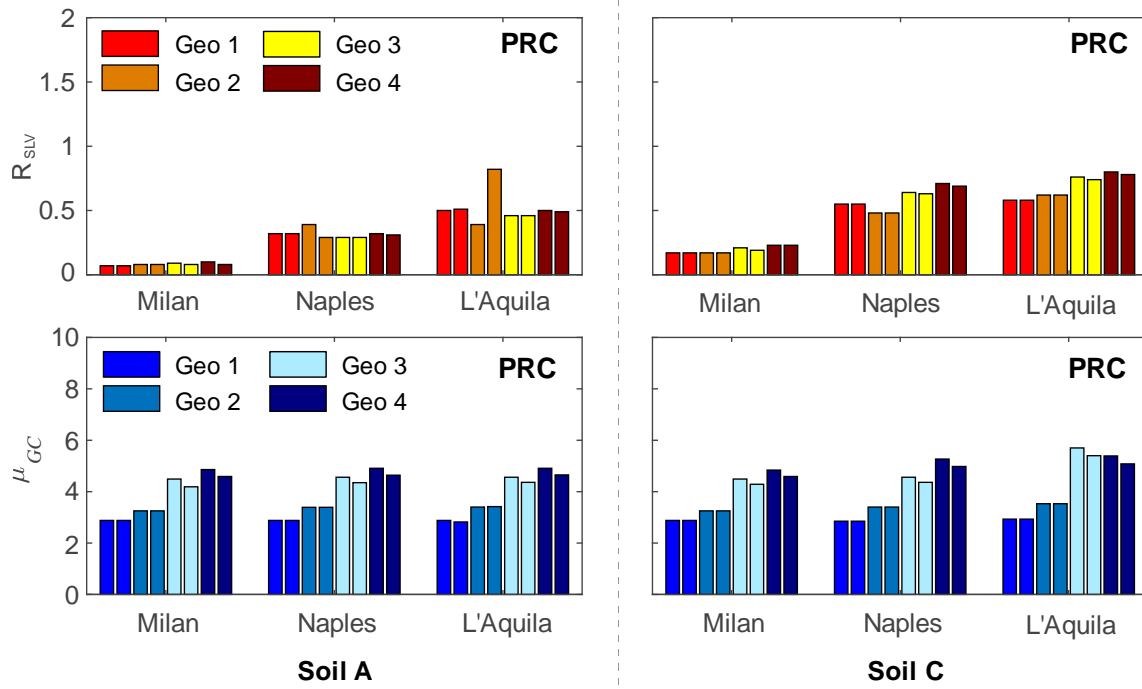 2
1.5
1
0.5
0
R SLV
Geo 1 Geo 3
Geo 2 Geo 4
PRC
Milan Naples L'Aquila
PRC
Milan Naples L'Aquila
10
8
6
4
2
0
μ GC
Geo 1 Geo 3
Geo 2 Geo 4
PRC
Milan Naples L'Aquila
Soil A
PRC
Milan Naples L'Aquila
Soil C